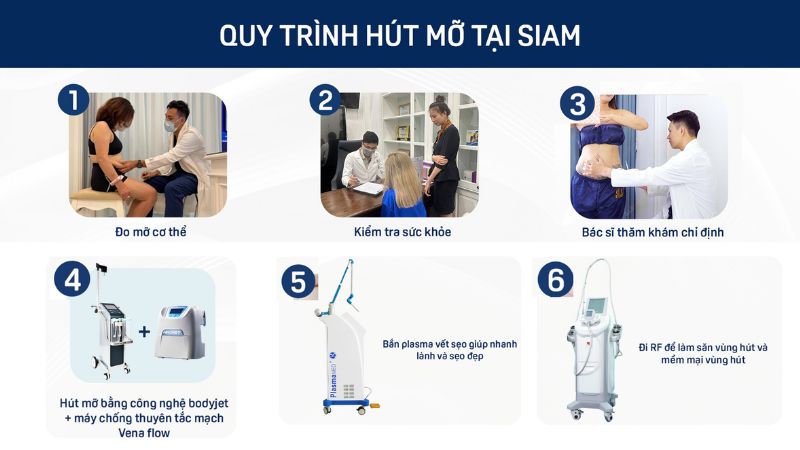 QUY TRÌNH HÚT MỠ TẠI SIAM
1
Đo mỡ cơ thể
2
Kiểm tra sức khỏe
3
Bác sĩ thăm khám chỉ định
4
+
Hút mỡ bằng công nghệ bodyjet
+ máy chống thuyên tắc mạch
Vena flow
5
PlasmaMED
Bắn plasma vết sẹo giúp nhanh
lành và sẹo đẹp
6
Đi RF để làm săn vùng hút và
mềm mại vùng hút